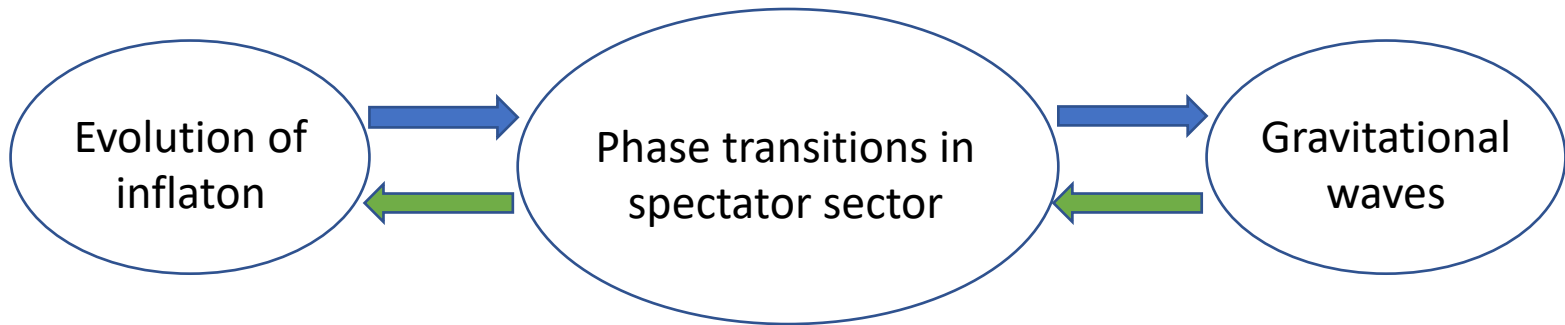 Evolution of
inflaton
Phase transitions in
spectator sector
Gravitational
waves